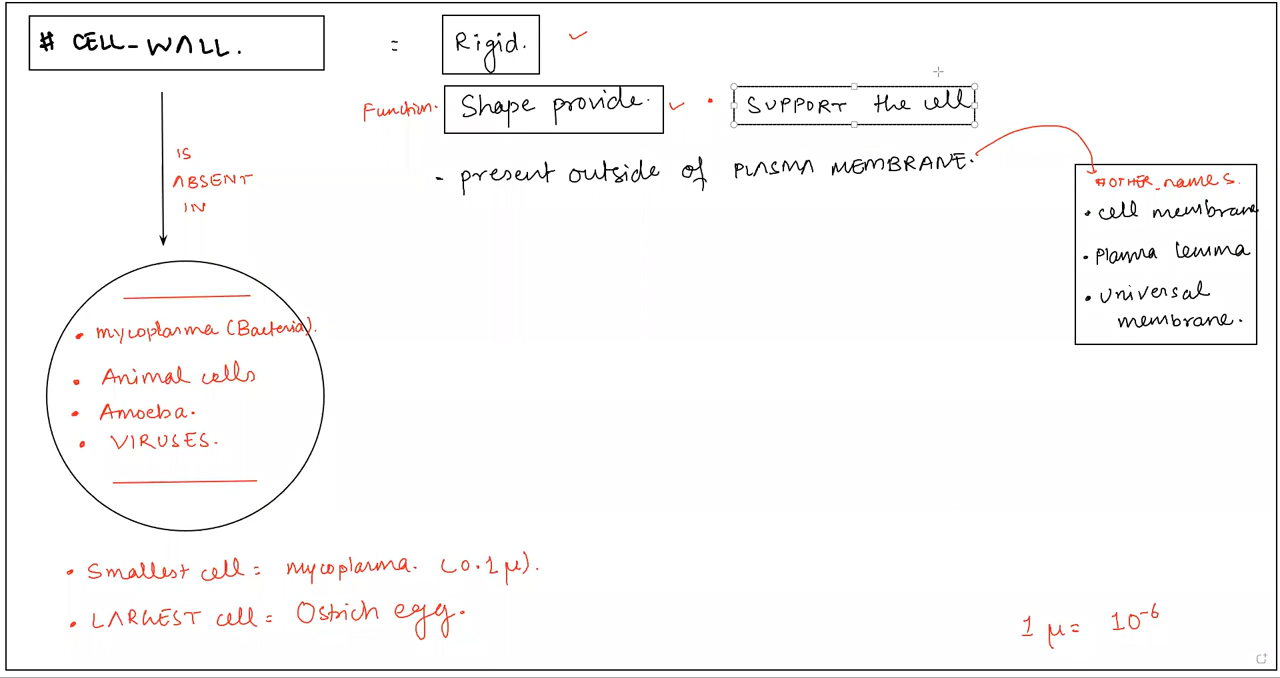 # CELL-WALL.
= Rigid.
Function. Shape provide. • SUPPORT the cell
- present outside of PLASMA MEMBRANE.
IS
ABSENT
IN
#OTHER names.
• cell membrane
• Plasma lemma
• Universal
membrane.
• mycoplasma (Bacteria).
• Animal cells
• Amoeba.
• VIRUSES.
• Smallest cell = mycoplasma. (0.1 μ).
• LARGEST cell = Ostrich egg.
1 μ = 10⁻⁶